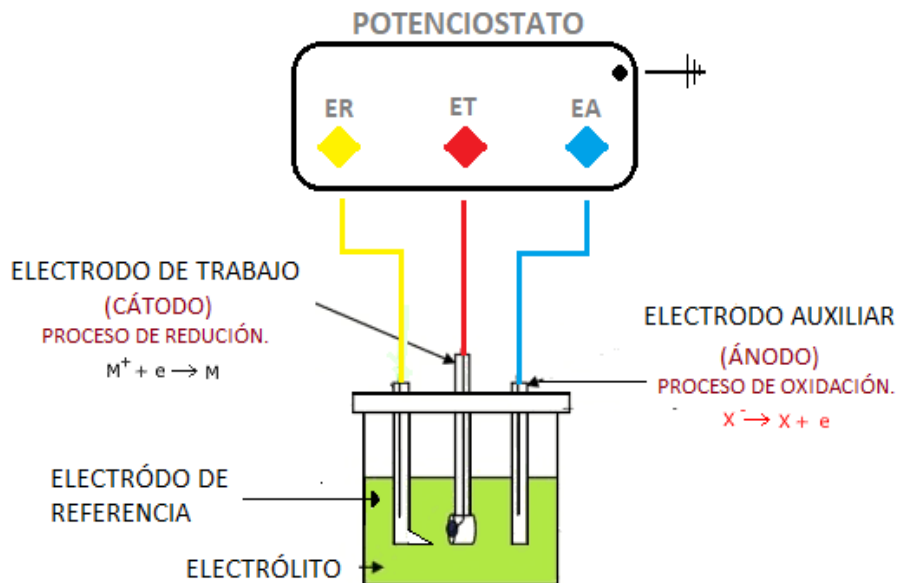 POTENCIOSTATO
ER ET EA
ELECTRODO DE TRABAJO
(CÁTODO)
PROCESO DE REDUCIÓN.
M⁺ + e → M
ELECTRODO AUXILIAR
(ÁNODO)
PROCESO DE OXIDACIÓN.
X⁻ → X + e
ELECTRÓDO DE
REFERENCIA
ELECTRÓLITO